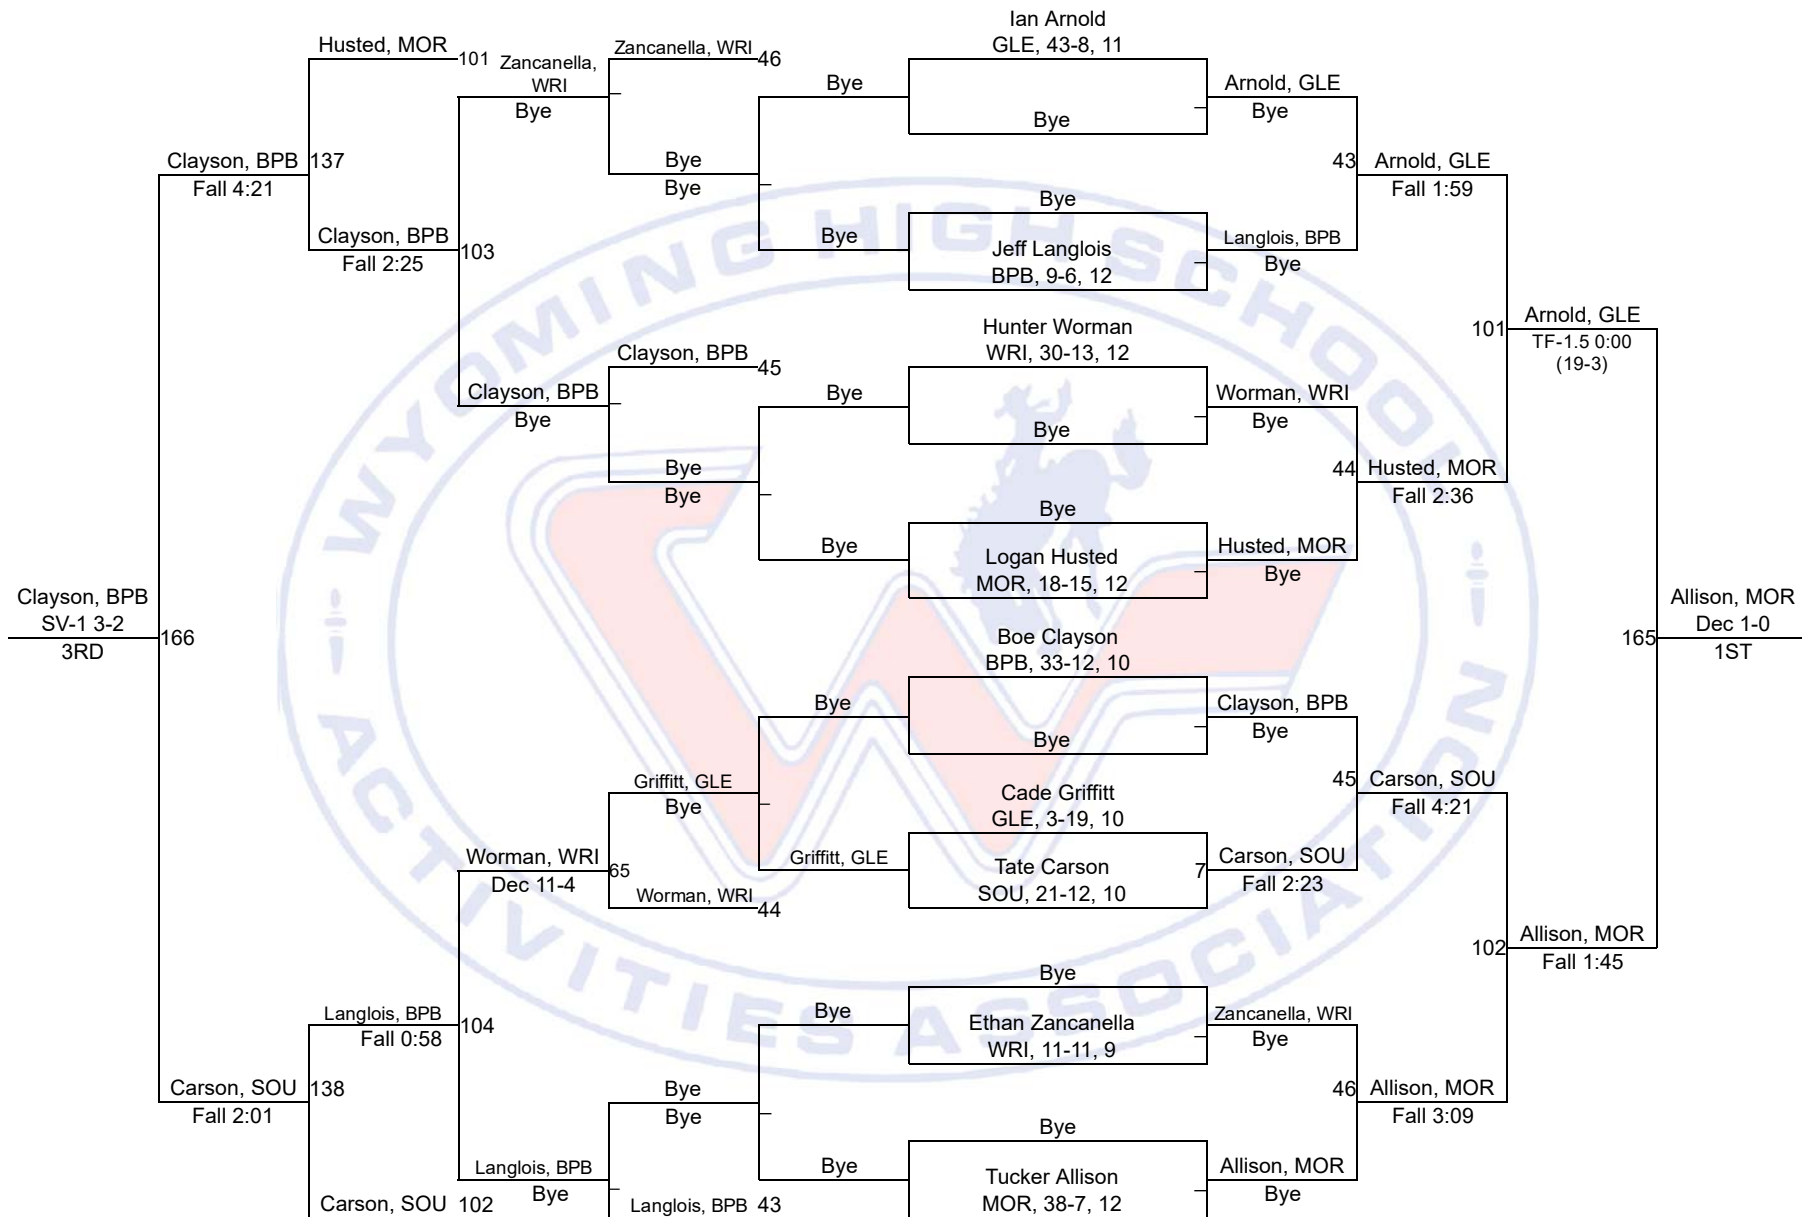 Ian Arnold
GLE, 43-8, 11
Husted, MOR
101
Zancanella,
WRI
Bye
Zancanella, WRI
46
Bye
Bye
Arnold, GLE
Bye
Clayson, BPB
137
Fall 4:21
Bye
Bye
43
Arnold, GLE
Fall 1:59
Clayson, BPB
Fall 2:25
103
Bye
Bye
Jeff Langlois
BPB, 9-6, 12
Langlois, BPB
Bye
101
Arnold, GLE
TF-1.5 0:00
(19-3)
Hunter Worman
WRI, 30-13, 12
Clayson, BPB
45
Clayson, BPB
Bye
Bye
Bye
Worman, WRI
Bye
Bye
Bye
44
Husted, MOR
Fall 2:36
Bye
Bye
Logan Husted
MOR, 18-15, 12
Husted, MOR
Bye
Clayson, BPB
SV-1 3-2
3RD
166
165
Allison, MOR
Dec 1-0
1ST
Boe Clayson
BPB, 33-12, 10
Bye
Bye
Clayson, BPB
Bye
Griffitt, GLE
Bye
45
Carson, SOU
Fall 4:21
Cade Griffitt
GLE, 3-19, 10
Worman, WRI
Dec 11-4
65
Worman, WRI
44
Griffitt, GLE
Tate Carson
SOU, 21-12, 10
7
Carson, SOU
Fall 2:23
102
Allison, MOR
Fall 1:45
Langlois, BPB
Fall 0:58
104
Bye
Bye
Ethan Zancanella
WRI, 11-11, 9
Zancanella, WRI
Bye
Carson, SOU
138
Fall 2:01
Bye
Bye
46
Allison, MOR
Fall 3:09
Langlois, BPB
Bye
Bye
Bye
Tucker Allison
MOR, 38-7, 12
Allison, MOR
Bye
Carson, SOU
102
Langlois, BPB
43
WYOMING HIGH SCHOOL
ACTIVITIES ASSOCIATION